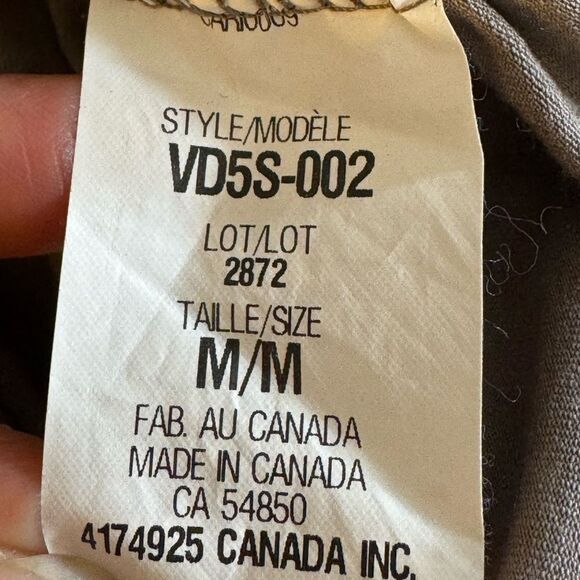 STYLE/MODÈLE
VD5S-002
LOT/LOT
2872
TAILLE/SIZE
M/M
FAB. AU CANADA
MADE IN CANADA
CA 54850
4174925 CANADA INC.